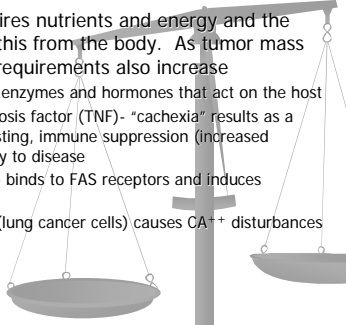 ires nutrients and energy and the
this from the body. As tumor mass
requirements also increase
enzymes and hormones that act on the host
osis factor (TNF)- “cachexia” results as a
sting, immune suppression (increased
y to disease
binds to FAS receptors and induces
(lung cancer cells) causes CA⁺⁺ disturbances